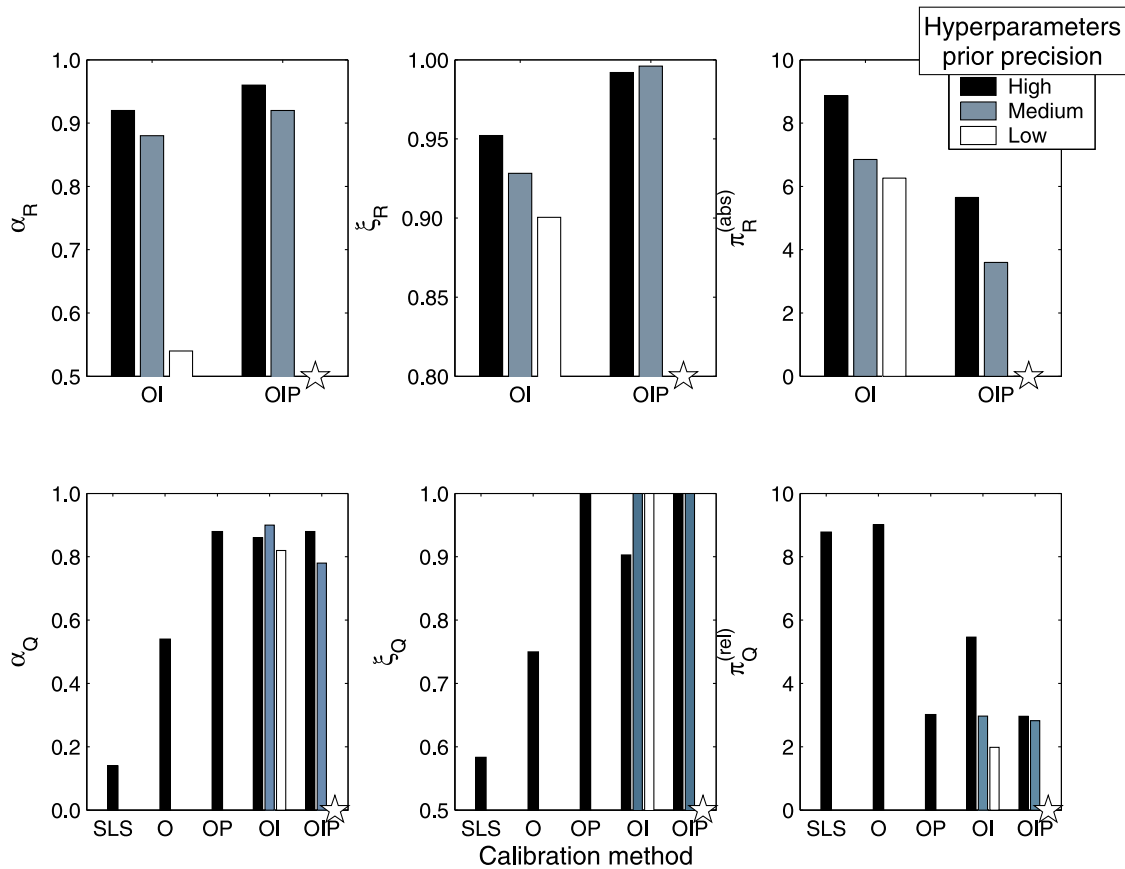 Hyperparameters
prior precision
High
Medium
Low
1.0
0.9
0.8
0.7
0.6
0.5
α_R
OI
OIP
1.00
0.95
0.90
0.85
0.80
ξ_R
OI
OIP
10
8
6
4
2
0
π_R^(abs)
OI
OIP
1.0
0.8
0.6
0.4
0.2
0.0
α_Q
SLS O OP OI OIP
1.0
0.9
0.8
0.7
0.6
0.5
ξ_Q
SLS O OP OI OIP
10
8
6
4
2
0
π_Q^(rel)
SLS O OP OI OIP
Calibration method